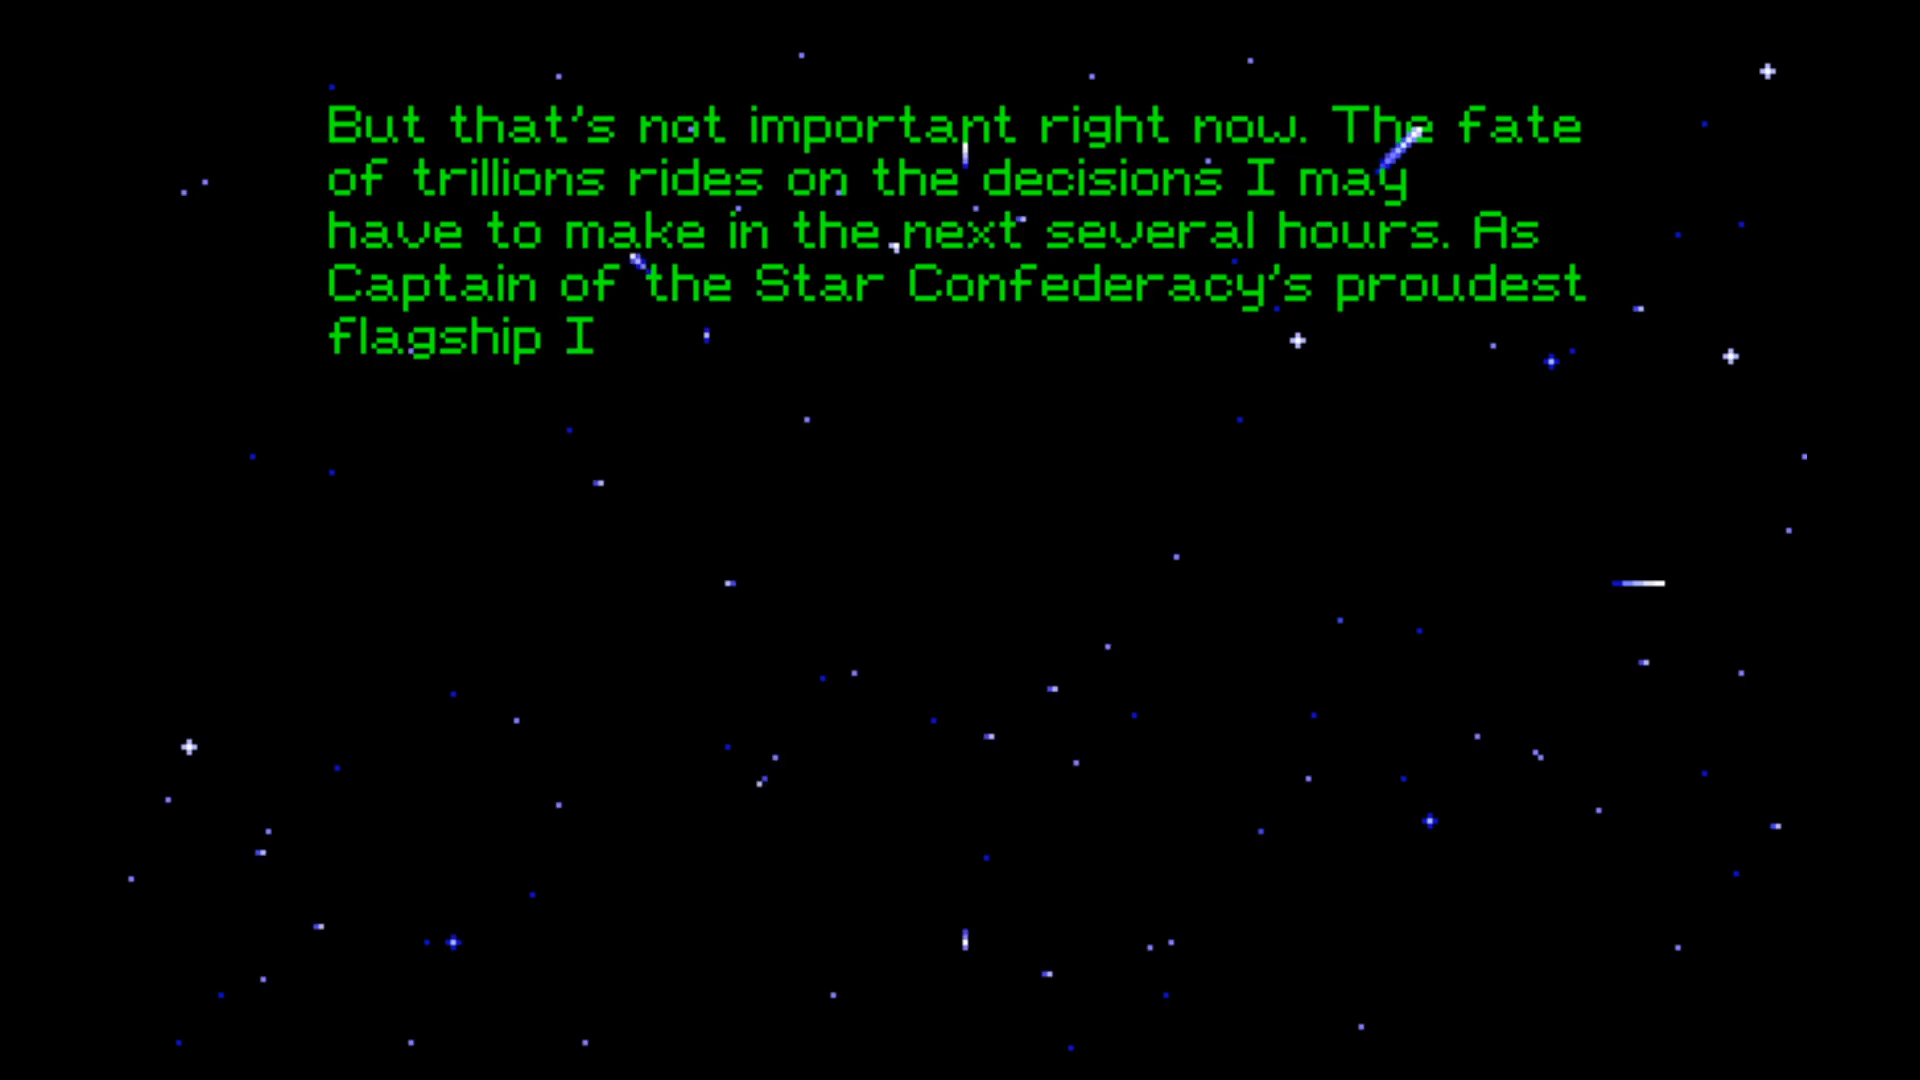 But that's not important right now. The fate
of trillions rides on the decisions I may
have to make in the next several hours. As
Captain of the Star Confederacy's proudest
flagship I